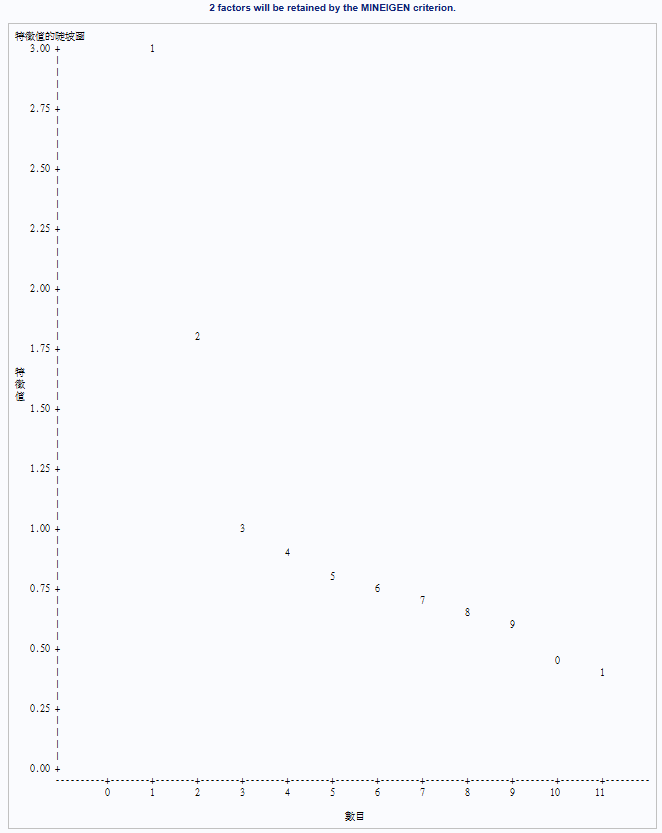 2 factors will be retained by the MINEIGEN criterion.
特徵值的陡坡圖
3.00 + 1
2.75 +
2.50 +
2.25 +
2.00 +
2
1.75 +
特徵值
1.50 +
1.25 +
1.00 + 3
4
5
0.75 + 6
7
8
9
0.50 +
0
1
0.25 +
0.00 +
0 1 2 3 4 5 6 7 8 9 10 11
數目